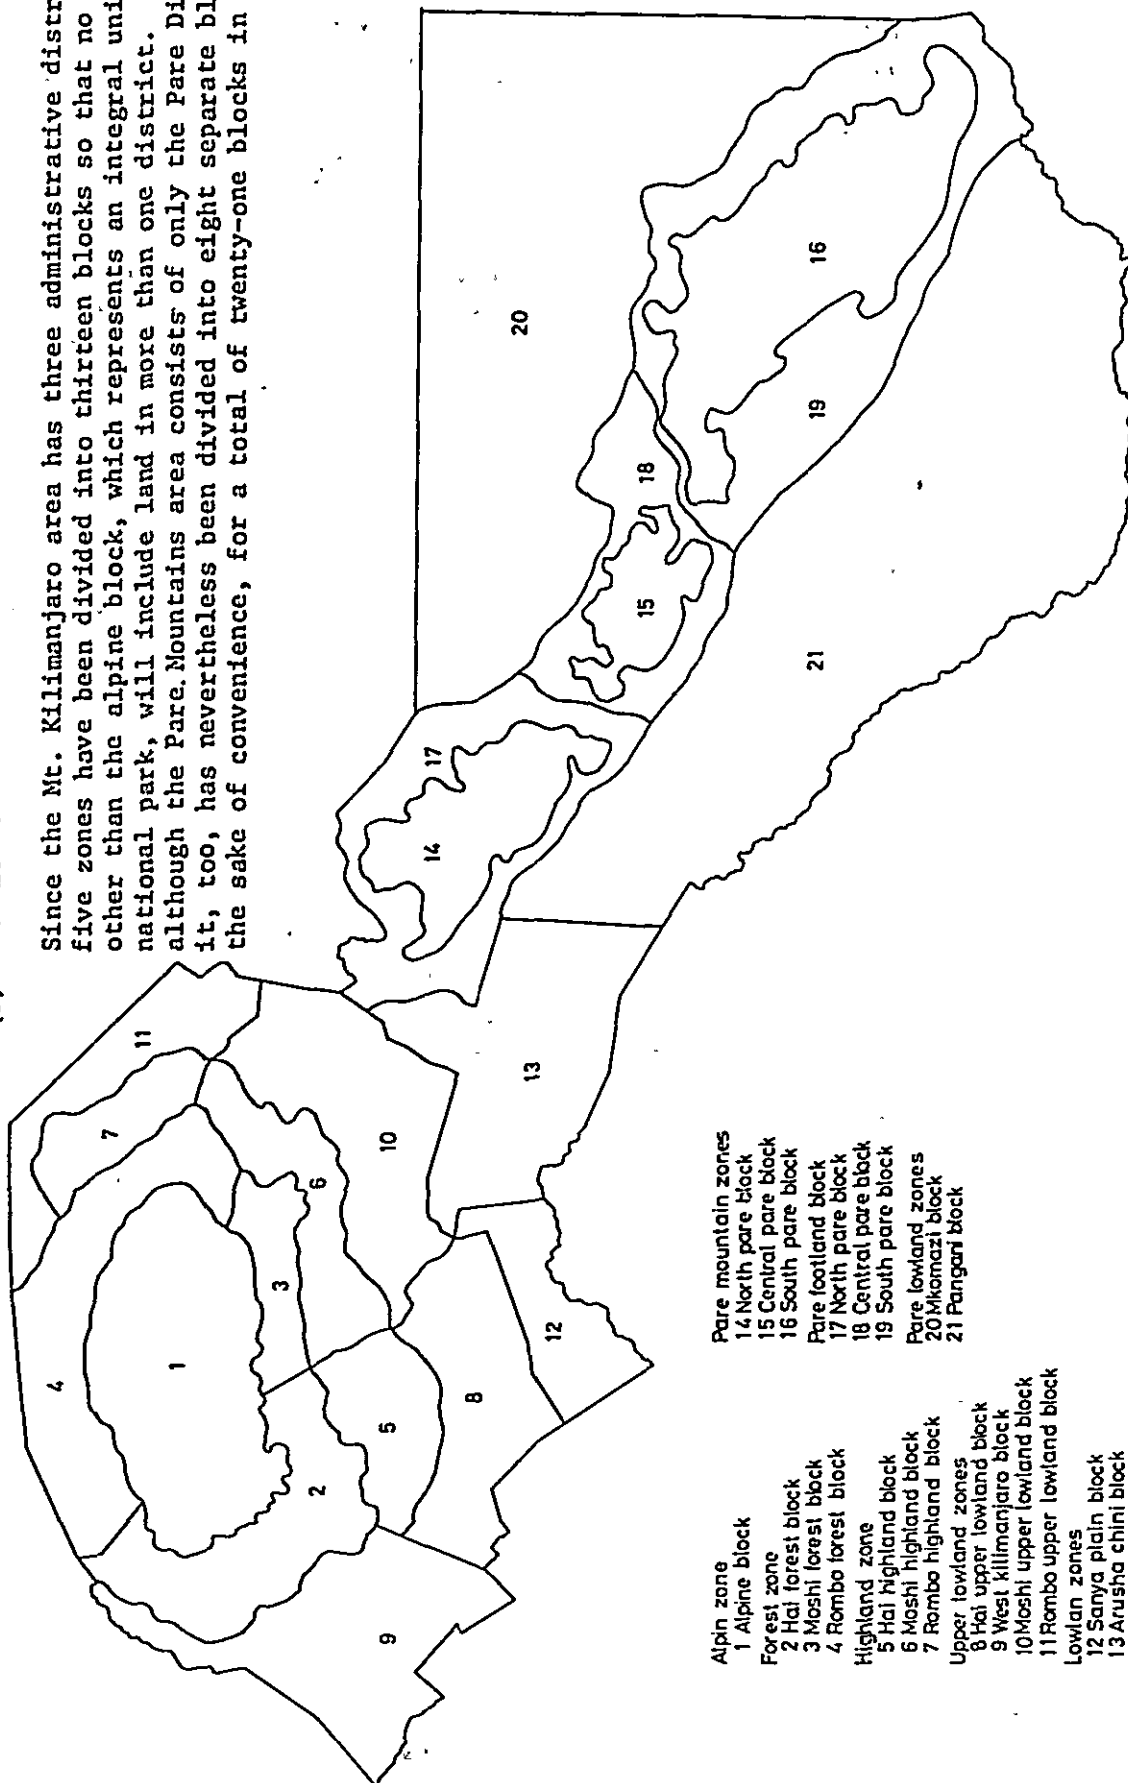 Since the Mt. Kilimanjaro area has three administrative distr
five zones have been divided into thirteen blocks so that no
other than the alpine block, which represents an integral uni
national park, will include land in more than one district.
although the Pare Mountains area consists of only the Pare Di
it, too, has nevertheless been divided into eight separate bl
the sake of convenience, for a total of twenty-one blocks in
1
2
3
4
5
6
7
8
9
10
11
12
13
14
15
16
17
18
19
20
21
Alpin zone
1 Alpine block
Forest zone
2 Hai forest block
3 Moshi forest block
4 Rombo forest block
Highland zone
5 Hai highland block
6 Moshi highland block
7 Rombo highland block
Upper lowland zones
8 Hai upper lowland block
9 West kilimanjaro block
10 Moshi upper lowland block
11 Rombo upper lowland block
Lowlan zones
12 Sanya plain block
13 Arusha chini block
Pare mountain zones
14 North pare block
15 Central pare block
16 South pare block
Pare footland block
17 North pare block
18 Central pare block
19 South pare block
Pare lowland zones
20 Mkomazi block
21 Pangani block